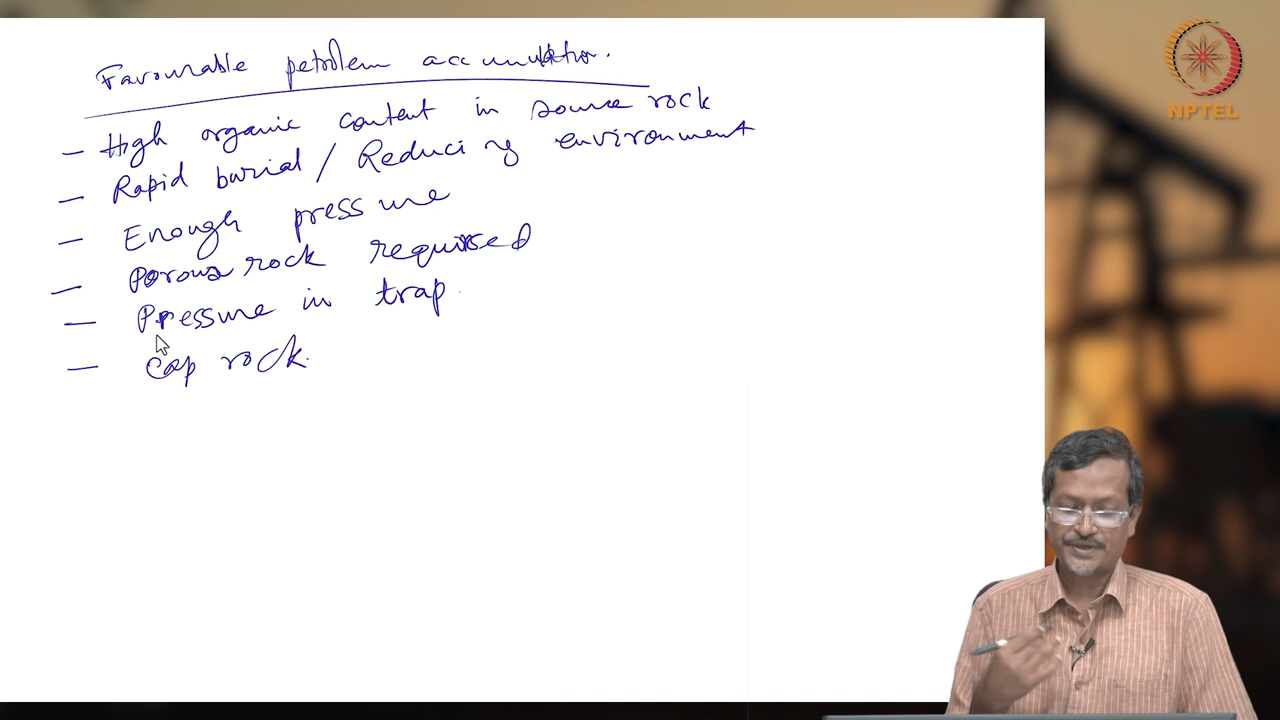 Favourable petroleum accumulation.
— High organic content in source rock
— Rapid burial / Reducing environment
— Enough pressure
— Porous rock required
— Pressure in trap
— Cap rock.
NPTEL